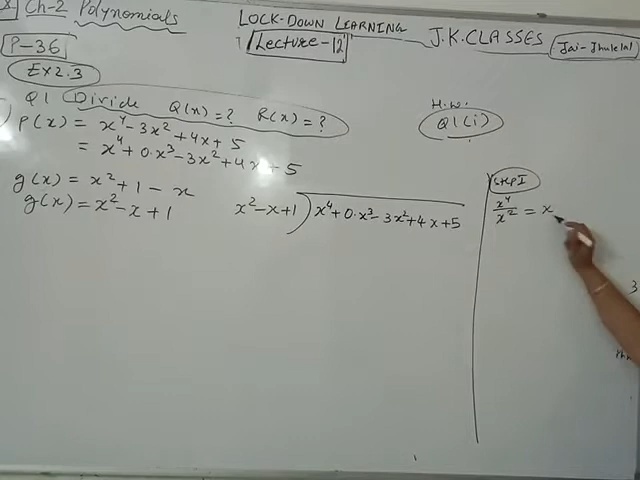 X Ch-2 Polynomials
LOCK-DOWN LEARNING
Lecture-12
J.K. CLASSES
Jai-Jhulelal
P-36
Ex 2.3
Q1 Divide Q(x)=? R(x)=?
H.W.
Q1(i)
P(x) = x⁴-3x²+4x+5
= x⁴+0·x³-3x²+4x+5
g(x) = x²+1-x
g(x)=x²-x+1
x²-x+1)x⁴+0·x³-3x²+4x+5
Step I
x⁴/x² = x
3